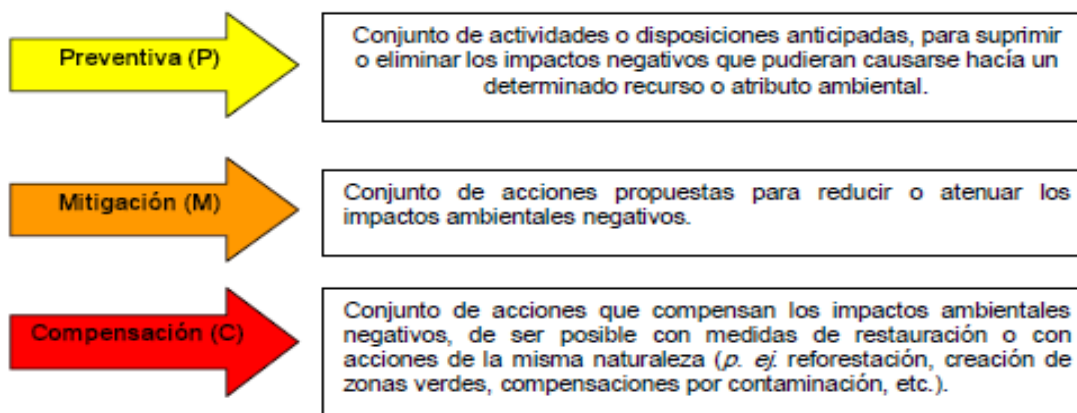 Preventiva (P)
Conjunto de actividades o disposiciones anticipadas, para suprimir
o eliminar los impactos negativos que pudieran causarse hacía un
determinado recurso o atributo ambiental.
Mitigación (M)
Conjunto de acciones propuestas para reducir o atenuar los
impactos ambientales negativos.
Compensación (C)
Conjunto de acciones que compensan los impactos ambientales
negativos, de ser posible con medidas de restauración o con
acciones de la misma naturaleza (p. ej. reforestación, creación de
zonas verdes, compensaciones por contaminación, etc.).